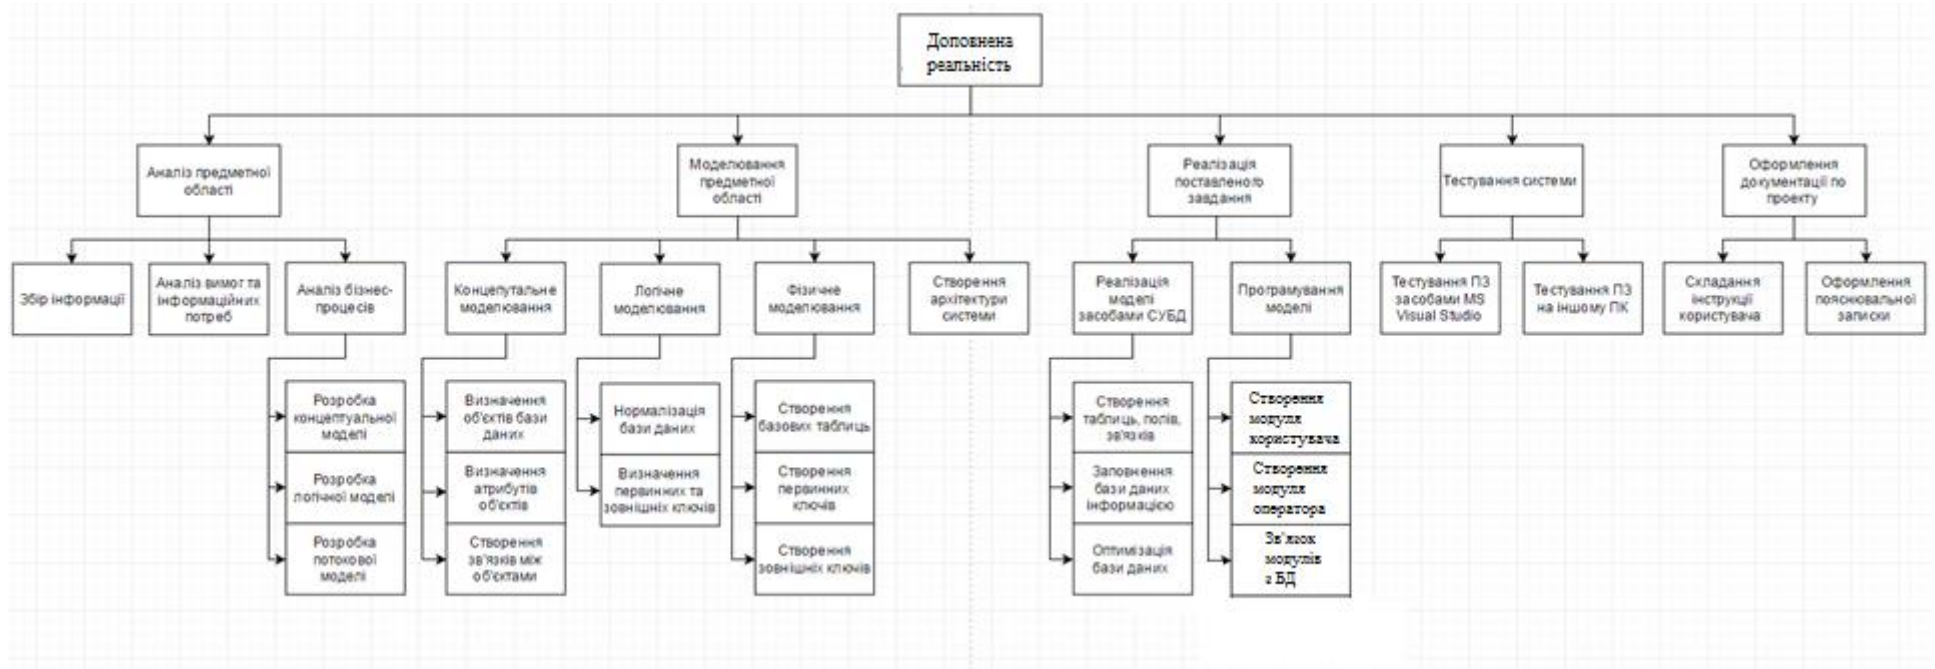 Доповнена
реальність
Аналіз предметної
області
Моделювання
предметної
області
Реалізація
поставленого
завдання
Тестування системи
Оформлення
документації по
проекту
Збір інформації
Аналіз вимог та
інформаційних
потреб
Аналіз бізнес-
процесів
Концепутальне
моделювання
Логічне
моделювання
Фізичне
моделювання
Створення
архітектури
системи
Реалізація
моделі
засобами СУБД
Програмування
моделі
Тестування ПЗ
засобами MS
Visual Studio
Тестування ПЗ
на іншому ПК
Складання
інструкції
користувача
Оформлення
пояснювальної
записки
Розробка
концептуальної
моделі
Розробка
логічної моделі
Розробка
потокової
моделі
Визначення
об'єктів бази
даних
Визначення
атрибутів
об'єктів
Створення
зв'язків між
об'єктами
Нормалізація
бази даних
Визначення
первинних та
зовнішніх ключів
Створення
базових таблиць
Створення
первинних
ключів
Створення
зовнішніх ключів
Створення
таблиць, полів,
зв'язків
Заповнення
бази даних
інформацією
Оптимізація
бази даних
Створення
модуля
користувача
Створення
модуля
оператора
Зв'язок
модулів
з БД